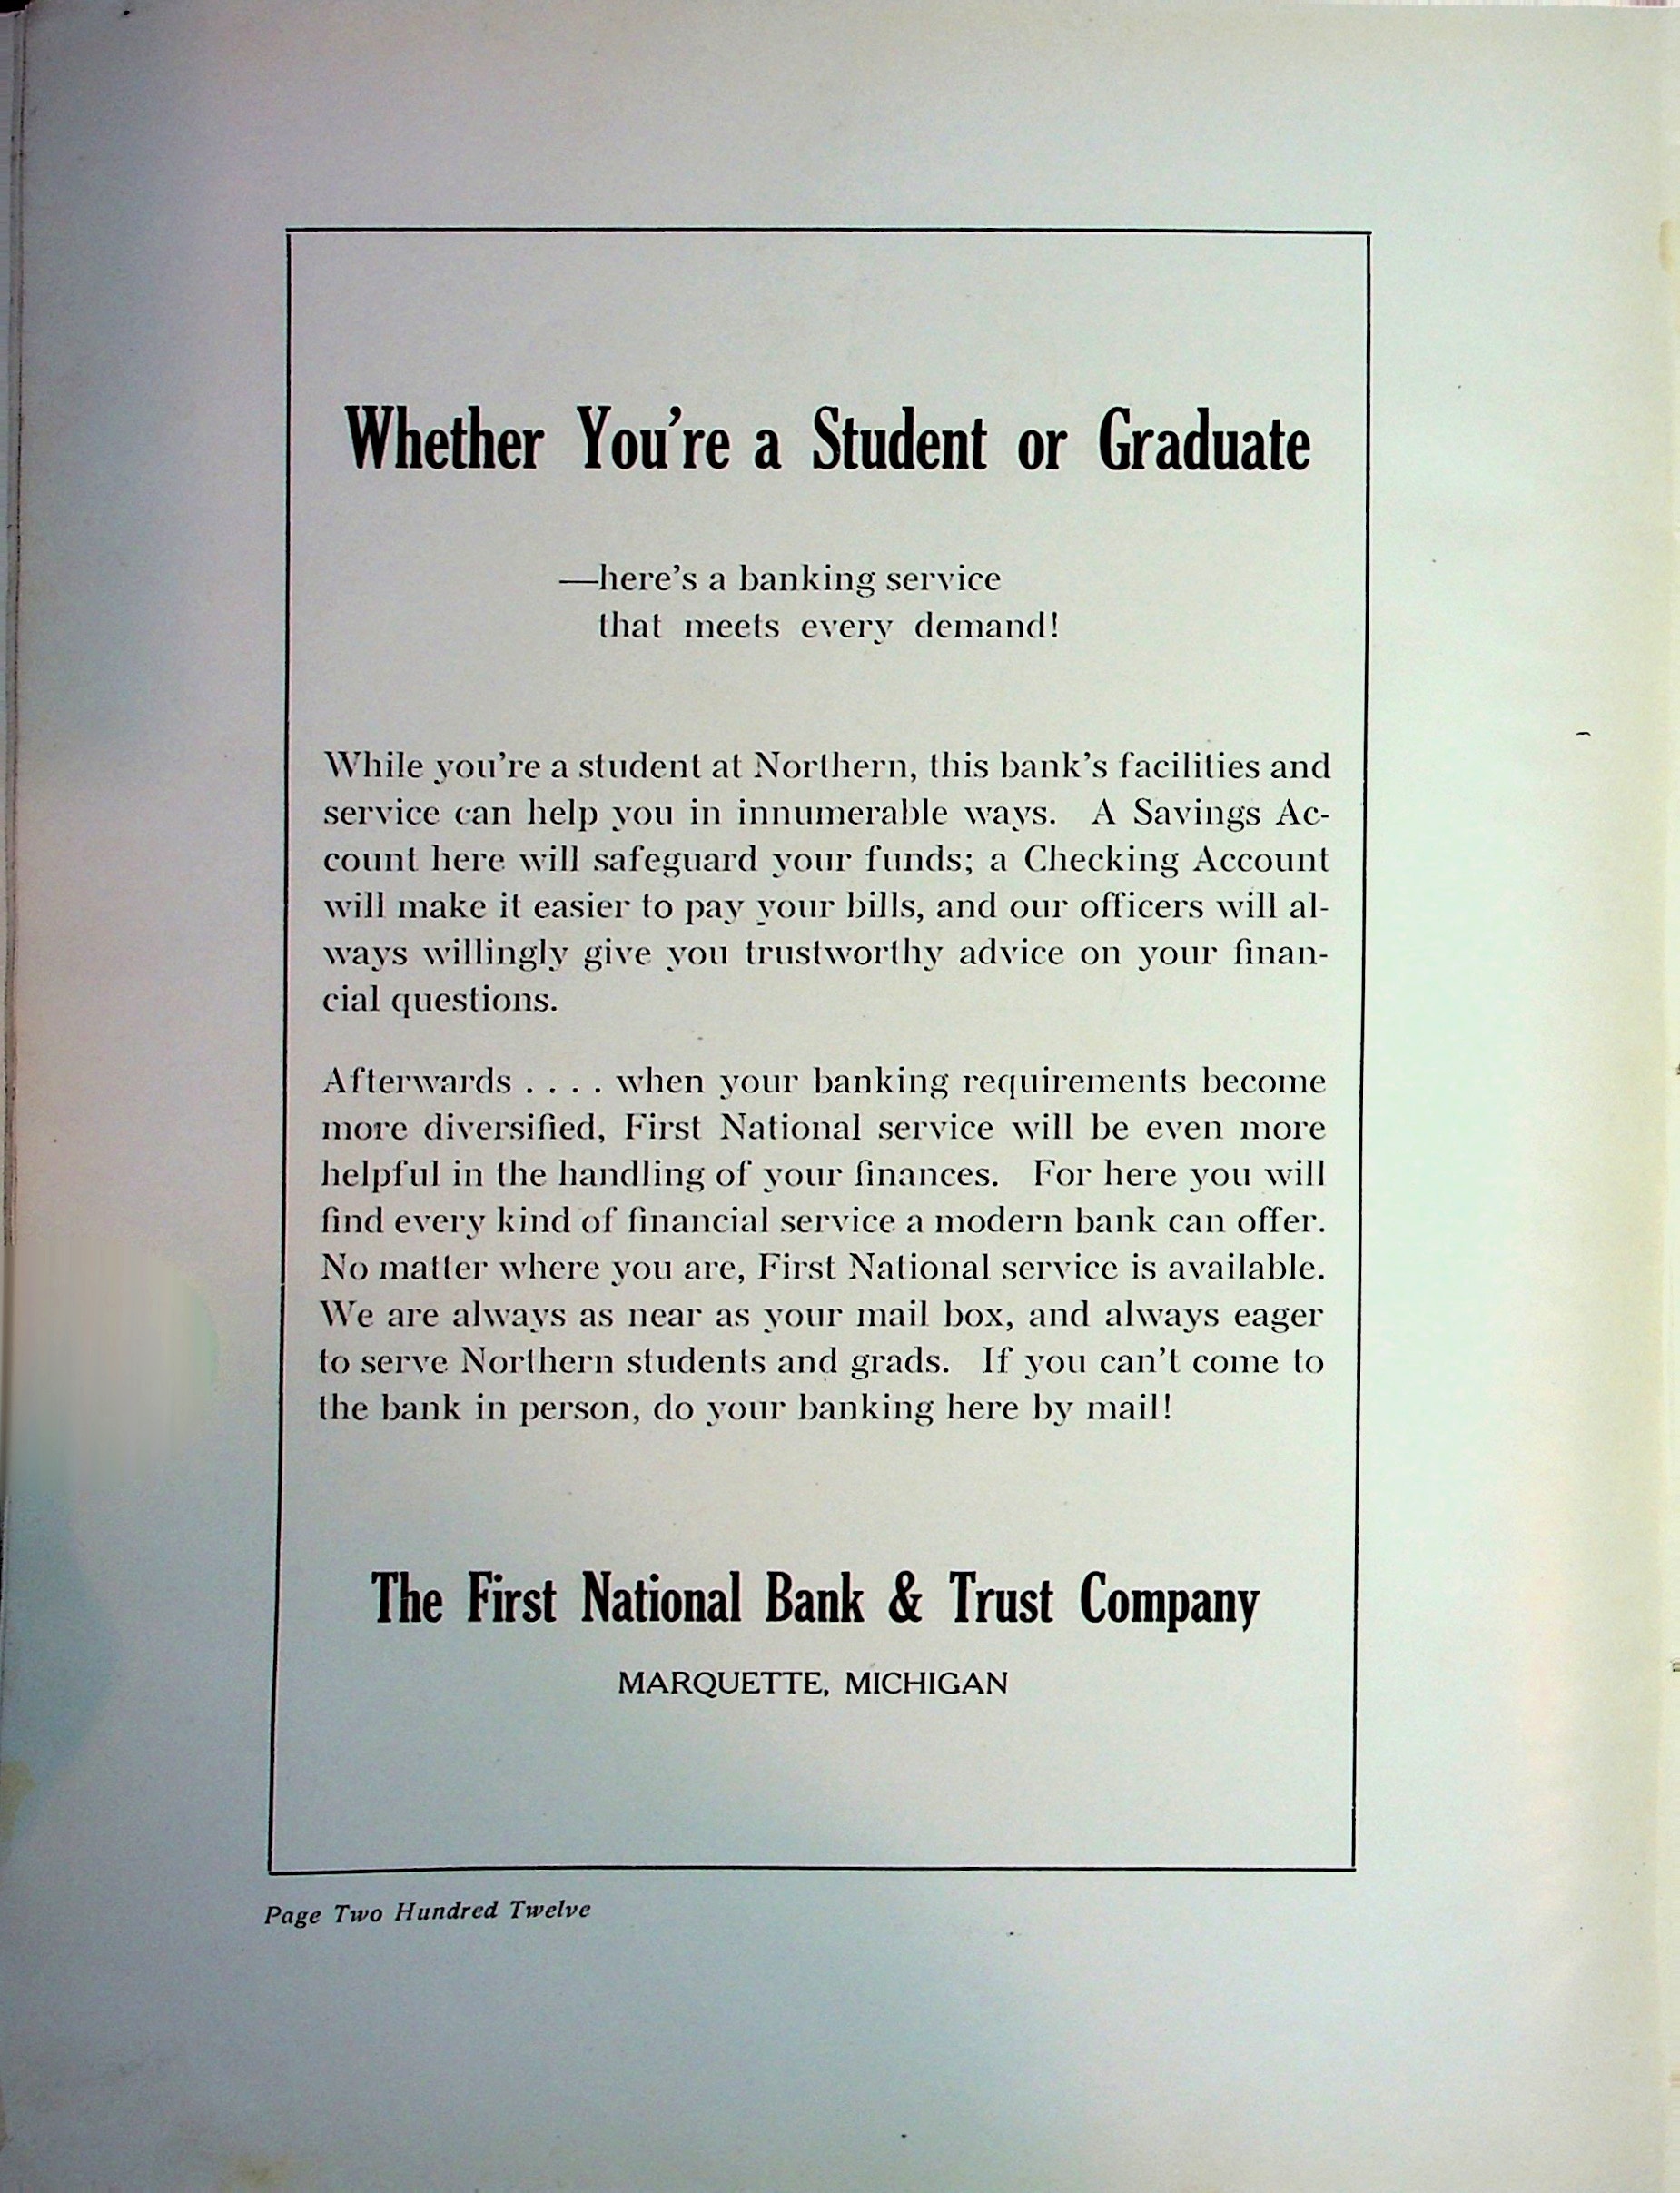 Whether You're a Student or Graduate
—here's a banking service
that meets every demand!
While you're a student at Northern, this bank's facilities and
service can help you in innumerable ways. A Savings Ac-
count here will safeguard your funds; a Checking Account
will make it easier to pay your bills, and our officers will al-
ways willingly give you trustworthy advice on your finan-
cial questions.
Afterwards . . . . when your banking requirements become
more diversified, First National service will be even more
helpful in the handling of your finances. For here you will
find every kind of financial service a modern bank can offer.
No matter where you are, First National service is available.
We are always as near as your mail box, and always eager
to serve Northern students and grads. If you can't come to
the bank in person, do your banking here by mail!
The First National Bank & Trust Company
MARQUETTE, MICHIGAN
Page Two Hundred Twelve